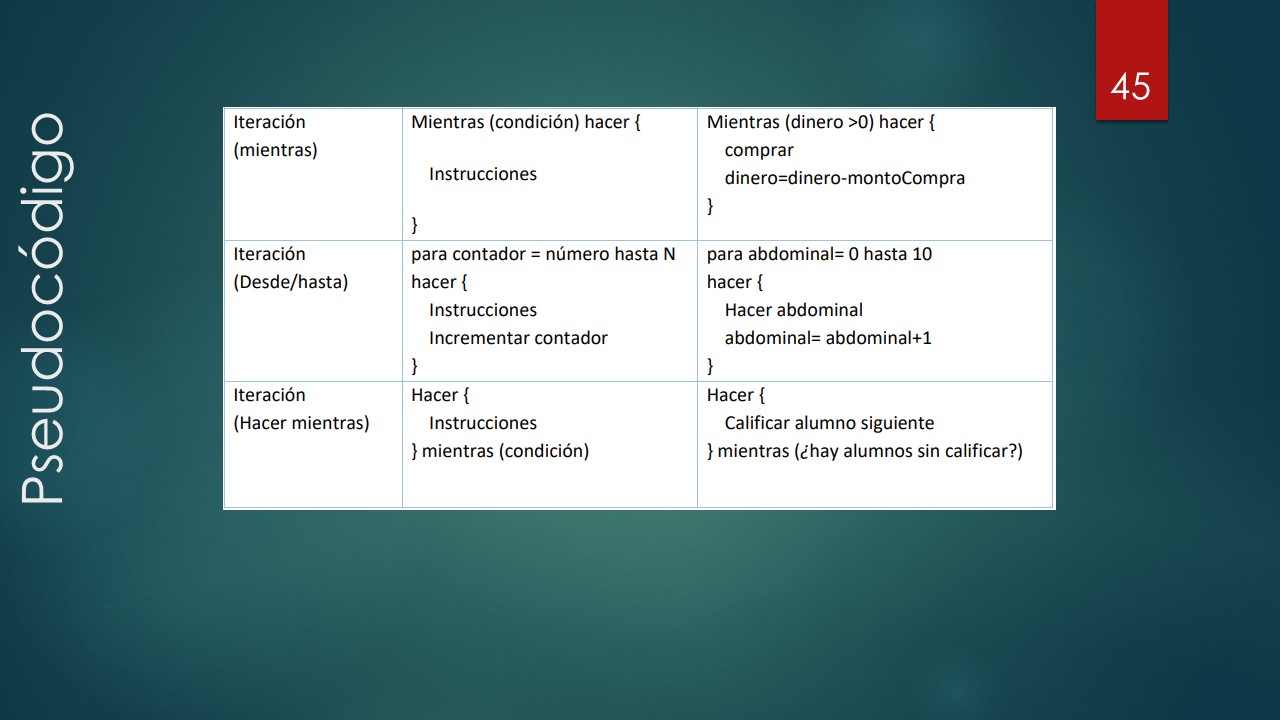 45
Pseudocódigo
Iteración
(mientras)
Mientras (condición) hacer {
Instrucciones
}
Mientras (dinero >0) hacer {
comprar
dinero=dinero-montoCompra
}
Iteración
(Desde/hasta)
para contador = número hasta N
hacer {
Instrucciones
Incrementar contador
}
para abdominal= 0 hasta 10
hacer {
Hacer abdominal
abdominal= abdominal+1
}
Iteración
(Hacer mientras)
Hacer {
Instrucciones
} mientras (condición)
Hacer {
Calificar alumno siguiente
} mientras (¿hay alumnos sin calificar?)